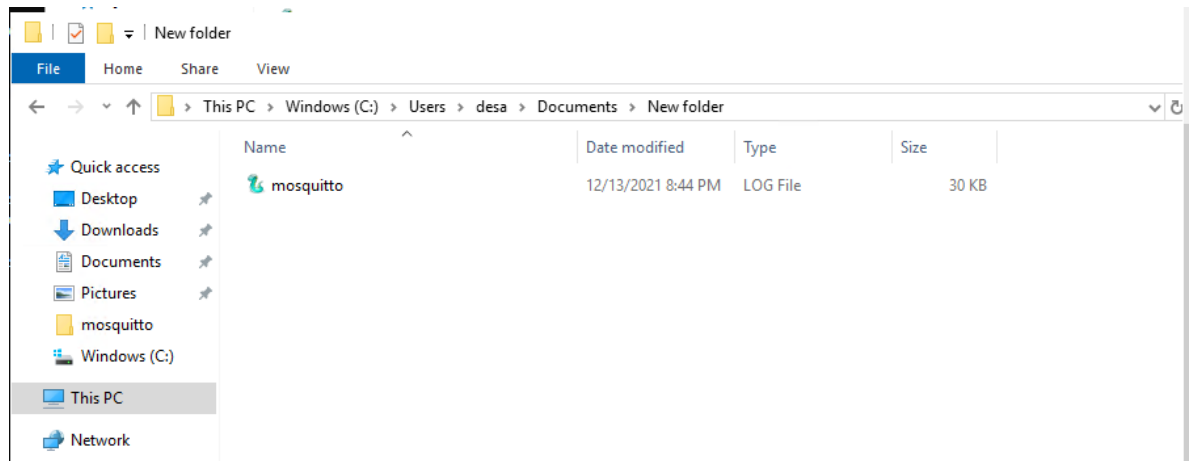 New folder
File Home Share View
This PC > Windows (C:) > Users > desa > Documents > New folder
Name Date modified Type Size
Quick access
mosquitto 12/13/2021 8:44 PM LOG File 30 KB
Desktop
Downloads
Documents
Pictures
mosquitto
Windows (C:)
This PC
Network